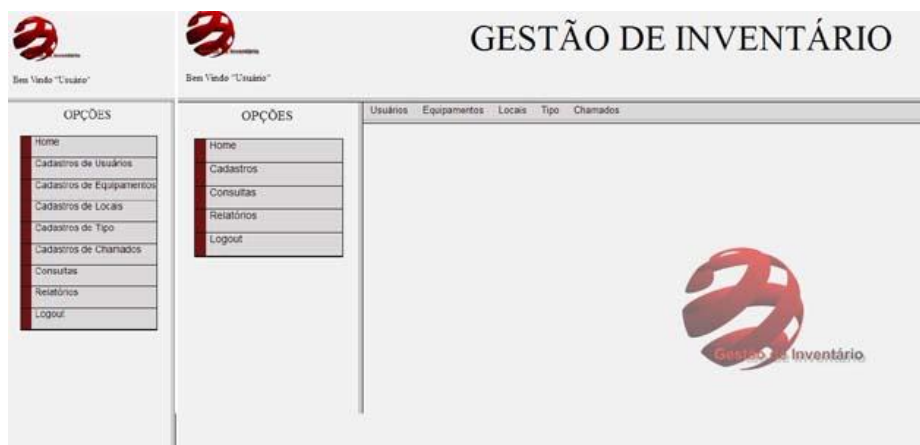 Bem Vindo "Usuário"
OPÇÕES
Home
Cadastros de Usuários
Cadastros de Equipamentos
Cadastros de Locais
Cadastros de Tipo
Cadastros de Chamados
Consultas
Relatórios
Logout
GESTÃO DE INVENTÁRIO
Bem Vindo "Usuário"
OPÇÕES
Home
Cadastros
Consultas
Relatórios
Logout
Usuários Equipamentos Locais Tipo Chamados
Gestão de Inventário